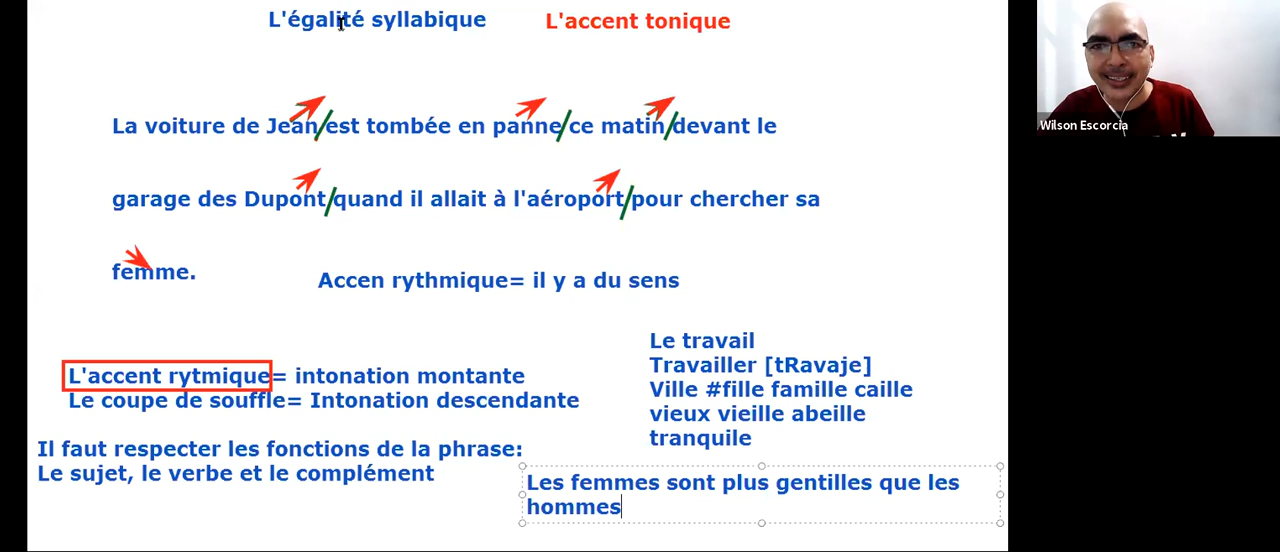 L'égalité syllabique
L'accent tonique
La voiture de Jean/est tombée en panne/ce matin/devant le
garage des Dupont/quand il allait à l'aéroport/pour chercher sa
femme.
Accen rythmique= il y a du sens
L'accent rytmique= intonation montante
Le coupe de souffle= Intonation descendante
Il faut respecter les fonctions de la phrase:
Le sujet, le verbe et le complément
Le travail
Travailler [tRavaje]
Ville #fille famille caille
vieux vieille abeille
tranquile
Les femmes sont plus gentilles que les
hommes
Wilson Escorcia